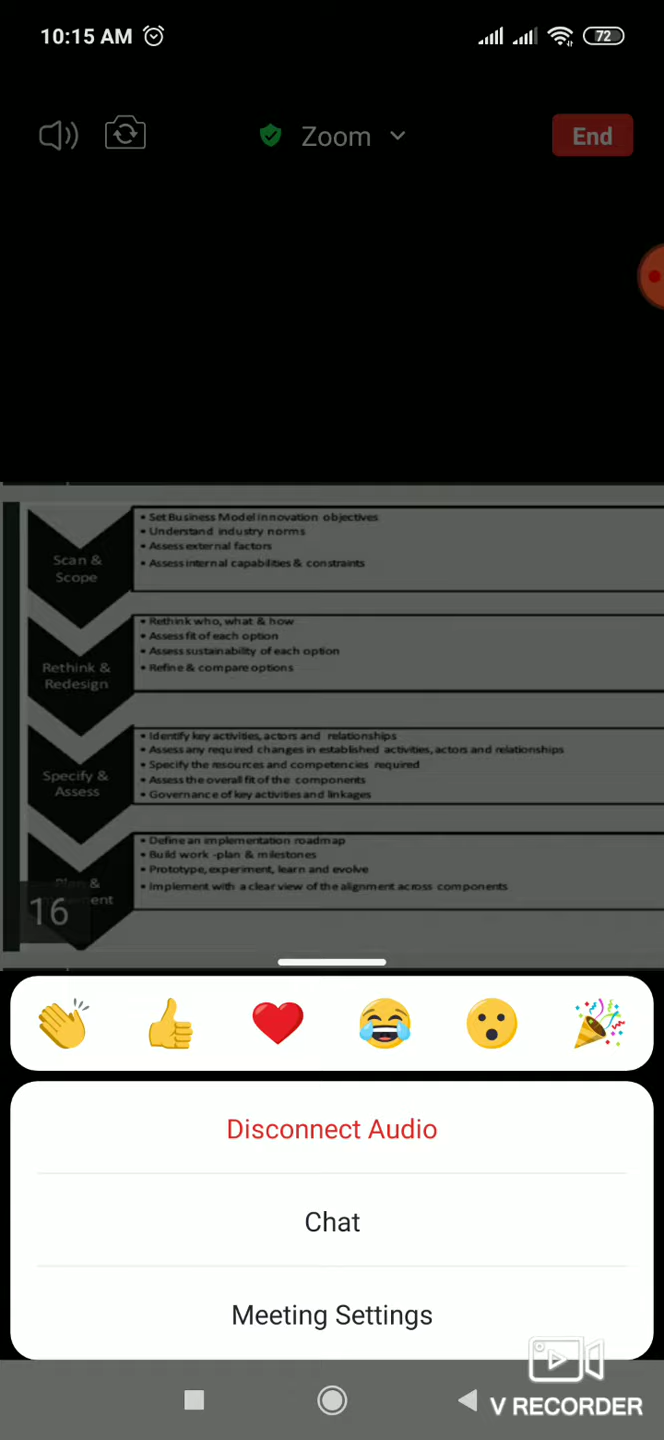 10:15 AM
72
Zoom
End
Scan &
Scope
• Set Business Model innovation objectives
• Understand industry norms
• Assess external factors
• Assess internal capabilities & constraints
Rethink &
Redesign
• Rethink who, what & how
• Assess fit of each option
• Assess sustainability of each option
• Refine & compare options
Specify &
Assess
• Identify key activities, actors and relationships
• Assess any required changes in established activities, actors and relationships
• Specify the resources and competencies required
• Assess the overall fit of the components
• Governance of key activities and linkages
Plan &
ent
16
• Define an implementation roadmap
• Build work -plan & milestones
• Prototype, experiment, learn and evolve
• Implement with a clear view of the alignment across components
Disconnect Audio
Chat
Meeting Settings
V RECORDER